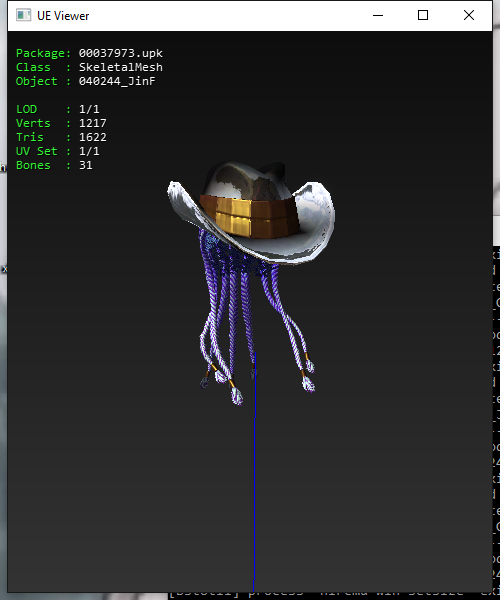 UE Viewer
Package: 00037973.upk
Class : SkeletalMesh
Object : 040244_JinF
LOD : 1/1
Verts : 1217
Tris : 1622
UV Set : 1/1
Bones : 31